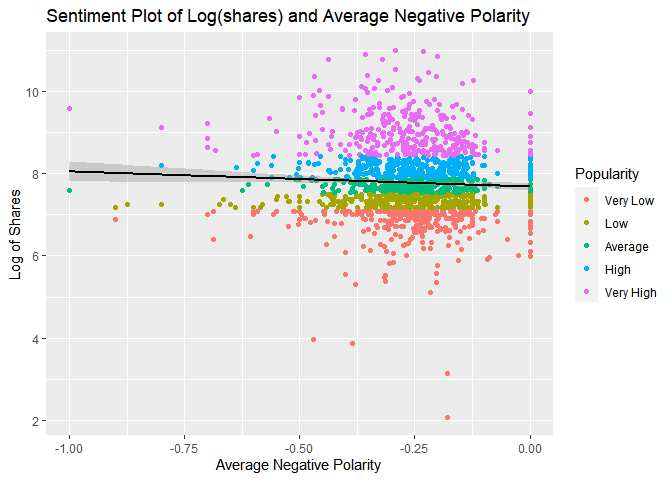 Sentiment Plot of Log(shares) and Average Negative Polarity
Log of Shares
10
8
6
4
2
-1.00 -0.75 -0.50 -0.25 0.00
Average Negative Polarity
Popularity
Very Low
Low
Average
High
Very High